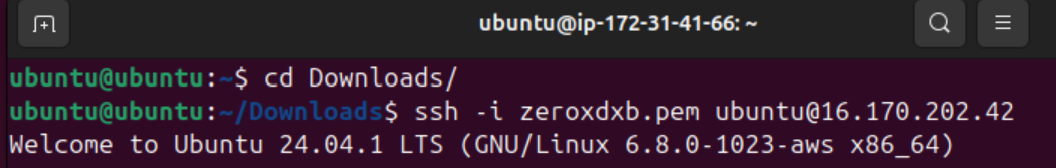 ubuntu@ip-172-31-41-66: ~
ubuntu@ubuntu:~$ cd Downloads/
ubuntu@ubuntu:~/Downloads$ ssh -i zeroxdxb.pem ubuntu@16.170.202.42
Welcome to Ubuntu 24.04.1 LTS (GNU/Linux 6.8.0-1023-aws x86_64)